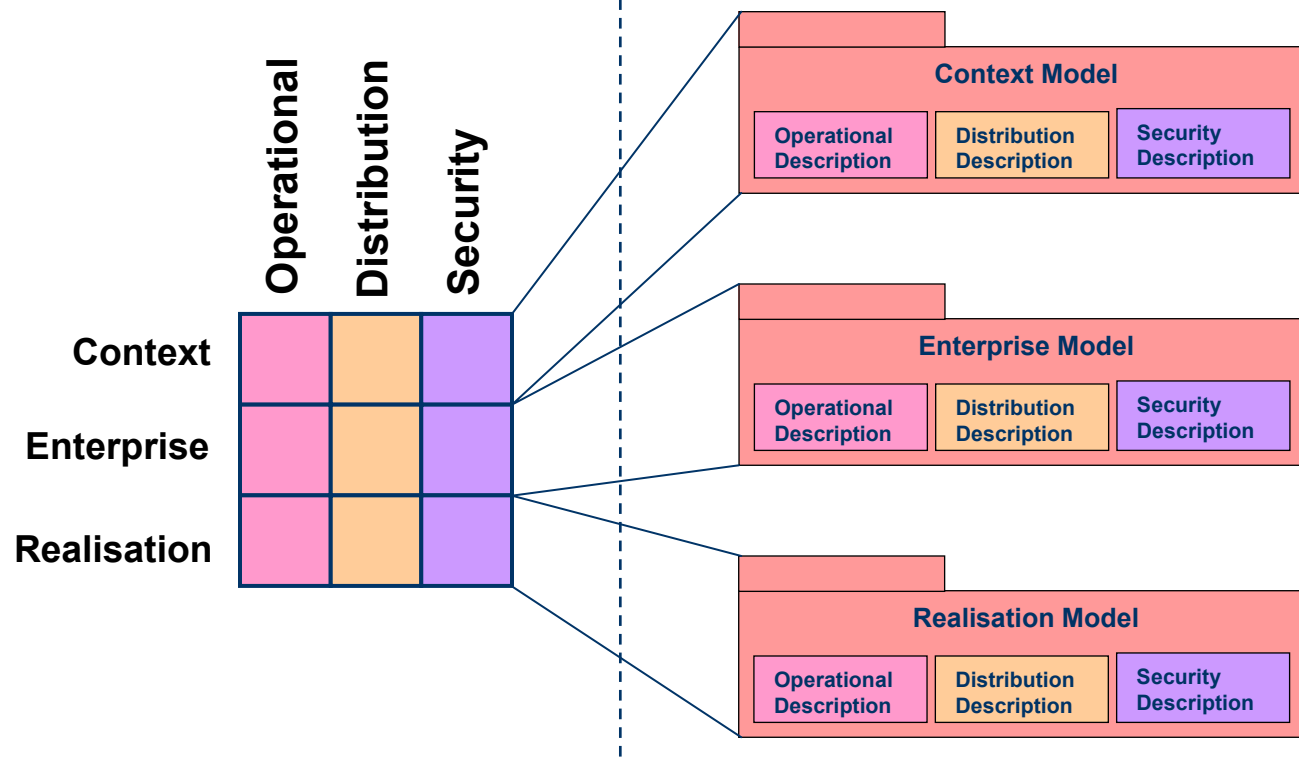 Operational
Distribution
Security
Context
Enterprise
Realisation
Context Model
Operational
Description
Distribution
Description
Security
Description
Enterprise Model
Operational
Description
Distribution
Description
Security
Description
Realisation Model
Operational
Description
Distribution
Description
Security
Description